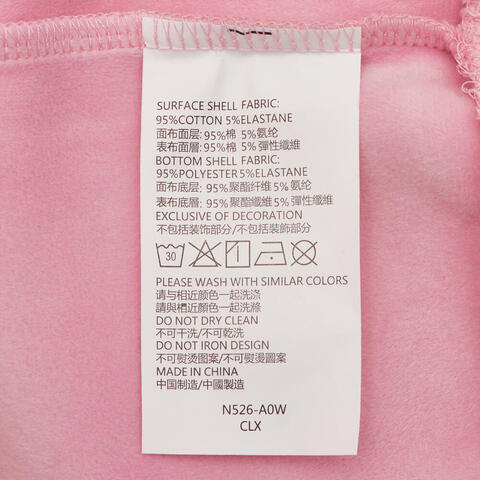 SURFACE SHELL FABRIC:
95%COTTON 5%ELASTANE
面布面层: 95%棉 5%氨纶
表布面層: 95%棉 5%彈性纖維
BOTTOM SHELL FABRIC:
95%POLYESTER 5%ELASTANE
面布底层: 95%聚酯纤维 5%氨纶
表布底層: 95%聚酯纖維 5%彈性纖維
EXCLUSIVE OF DECORATION
不包括装饰部分/不包括裝飾部分
30
PLEASE WASH WITH SIMILAR COLORS
请与相近颜色一起洗涤
請與相近顏色一起洗滌
DO NOT DRY CLEAN
不可干洗/不可乾洗
DO NOT IRON DESIGN
不可熨烫图案/不可熨燙圖案
MADE IN CHINA
中国制造/中國製造
N526-A0W
CLX